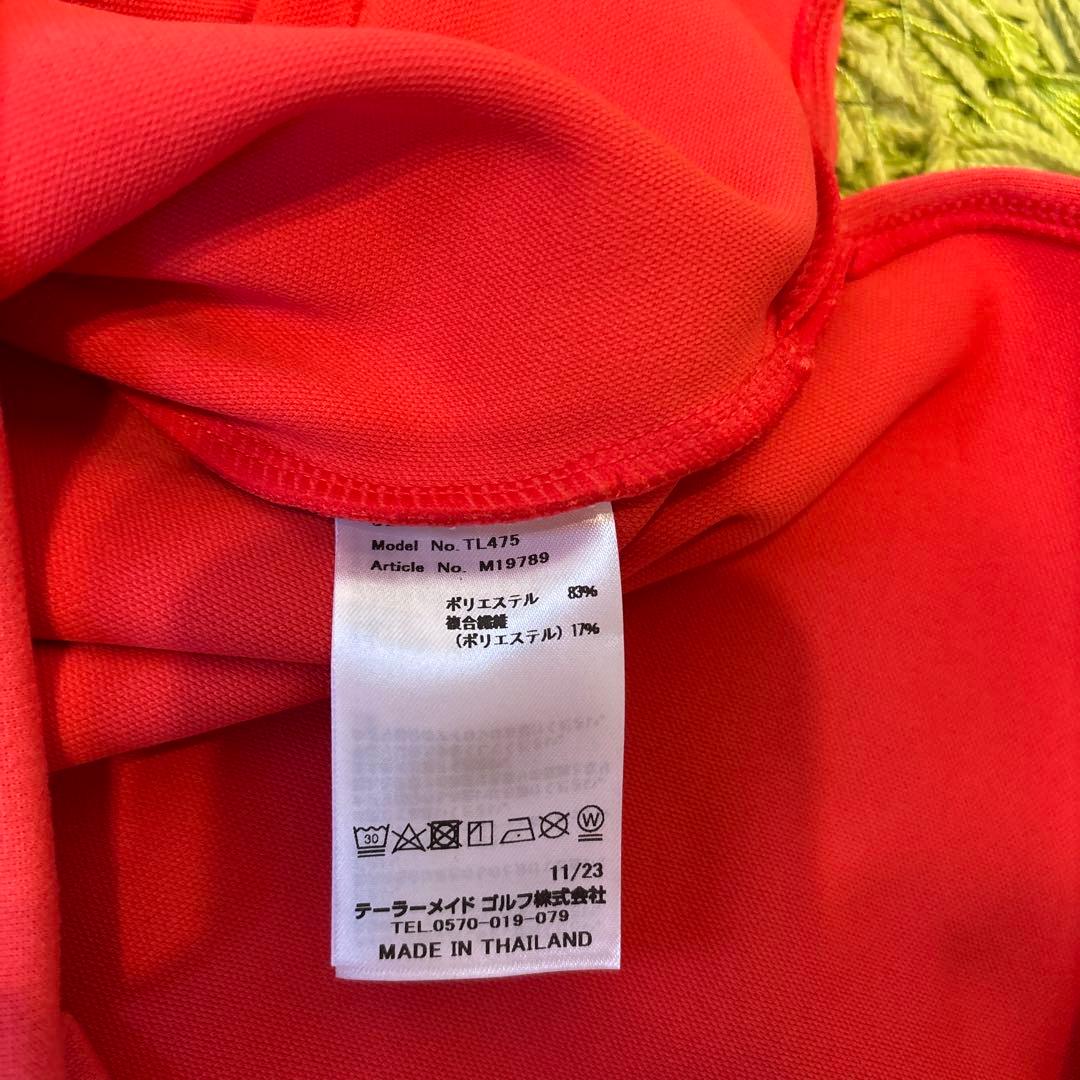 Model No. TL475
Article No. M19789
ポリエステル 83%
複合繊維
(ポリエステル) 17%
30 W
11/23
テーラーメイド ゴルフ株式会社
TEL.0570-019-079
MADE IN THAILAND